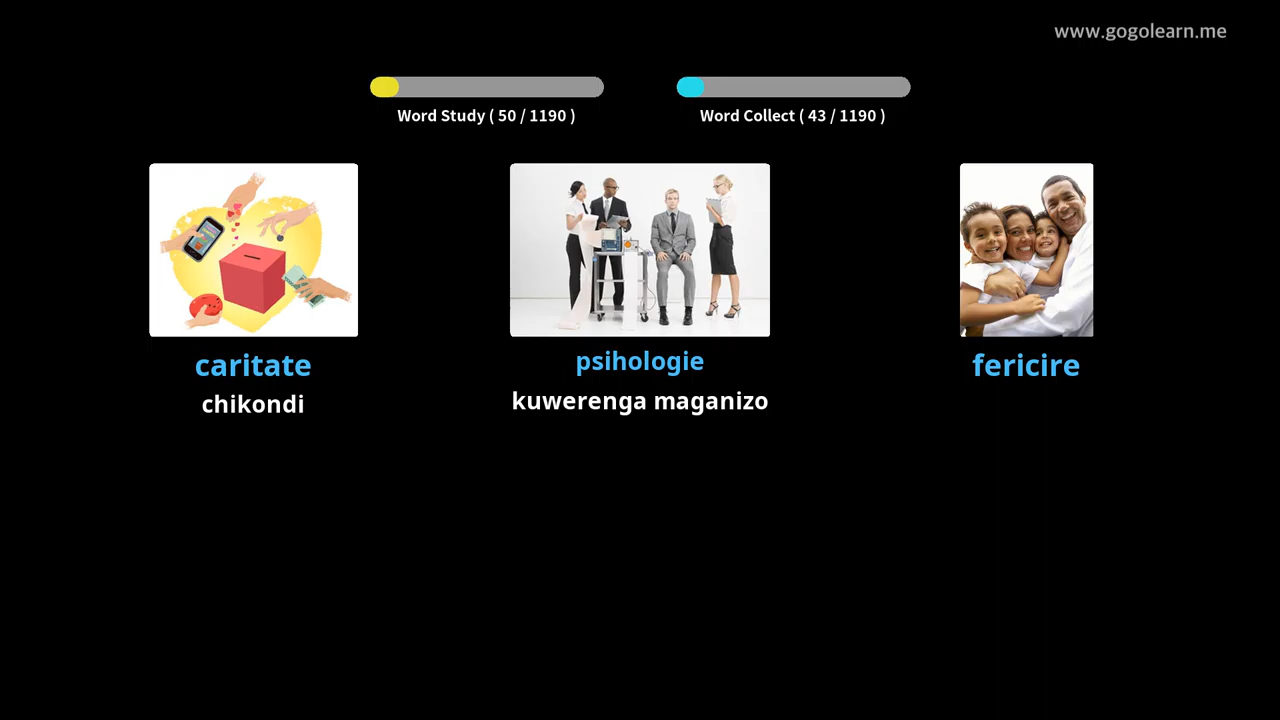 www.gogolearn.me
Word Study ( 50 / 1190 )
Word Collect ( 43 / 1190 )
caritate
chikondi
psihologie
kuwerenga maganizo
fericire